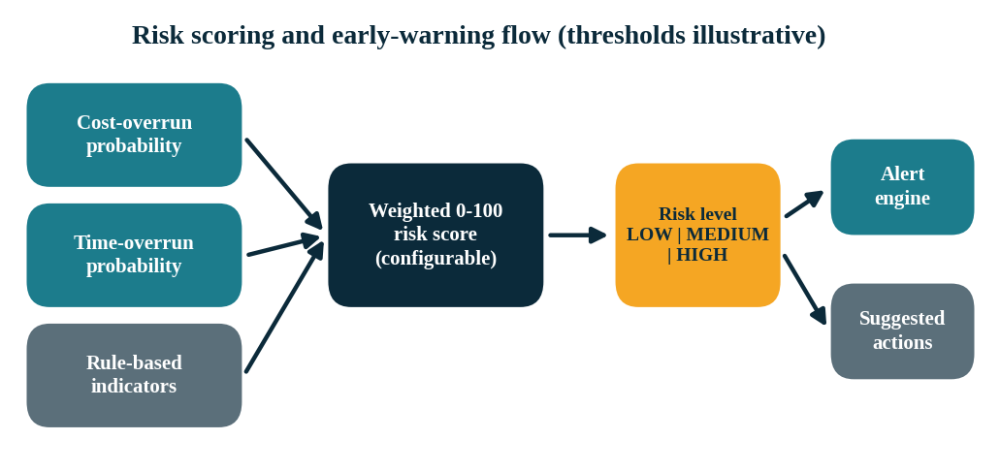 Risk scoring and early-warning flow (thresholds illustrative)
Cost-overrun
probability
Time-overrun
probability
Rule-based
indicators
Weighted 0-100
risk score
(configurable)
Risk level
LOW | MEDIUM
| HIGH
Alert
engine
Suggested
actions